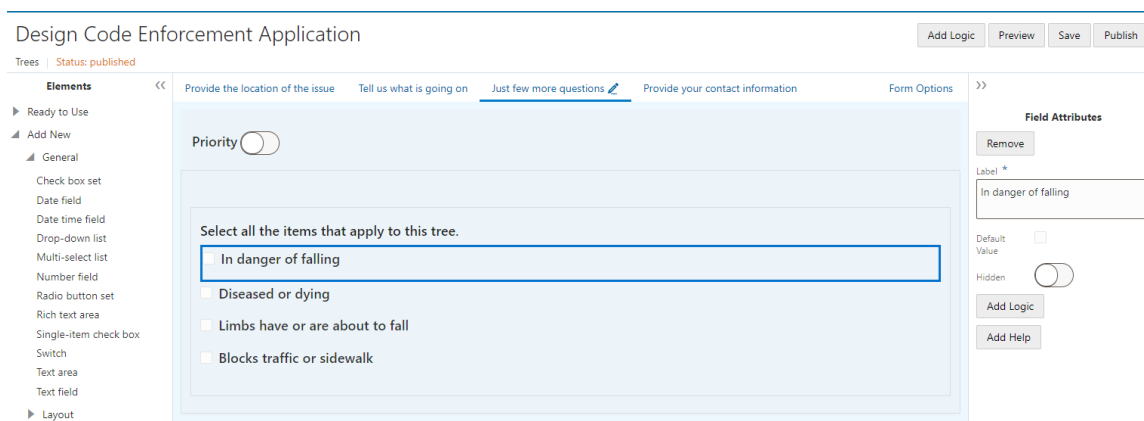 Design Code Enforcement Application
Add Logic Preview Save Publish
Trees Status: published
Elements
Ready to Use
Add New
General
Check box set
Date field
Date time field
Drop-down list
Multi-select list
Number field
Radio button set
Rich text area
Single-item check box
Switch
Text area
Text field
Layout
Provide the location of the issue Tell us what is going on Just few more questions Provide your contact information Form Options
Priority
Select all the items that apply to this tree.
In danger of falling
Diseased or dying
Limbs have or are about to fall
Blocks traffic or sidewalk
Field Attributes
Remove
Label *
In danger of falling
Default
Value
Hidden
Add Logic
Add Help